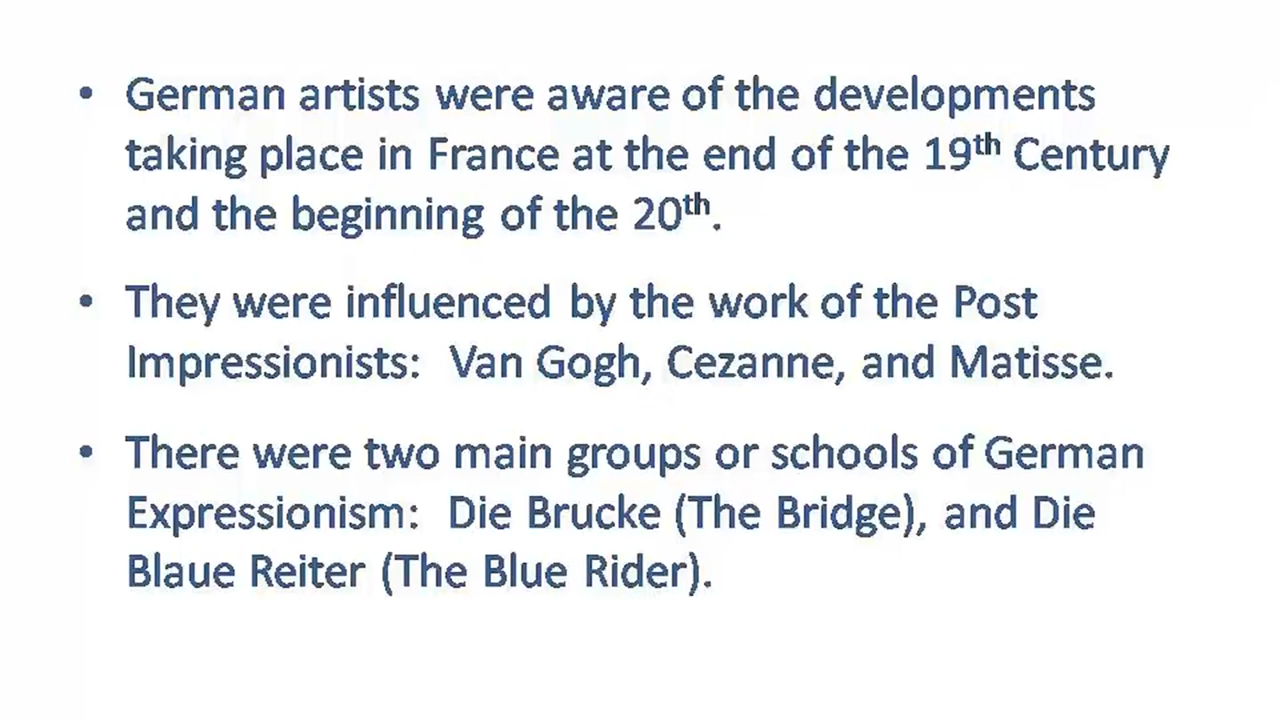 • German artists were aware of the developments
taking place in France at the end of the 19th Century
and the beginning of the 20th.
• They were influenced by the work of the Post
Impressionists: Van Gogh, Cezanne, and Matisse.
• There were two main groups or schools of German
Expressionism: Die Brucke (The Bridge), and Die
Blaue Reiter (The Blue Rider).